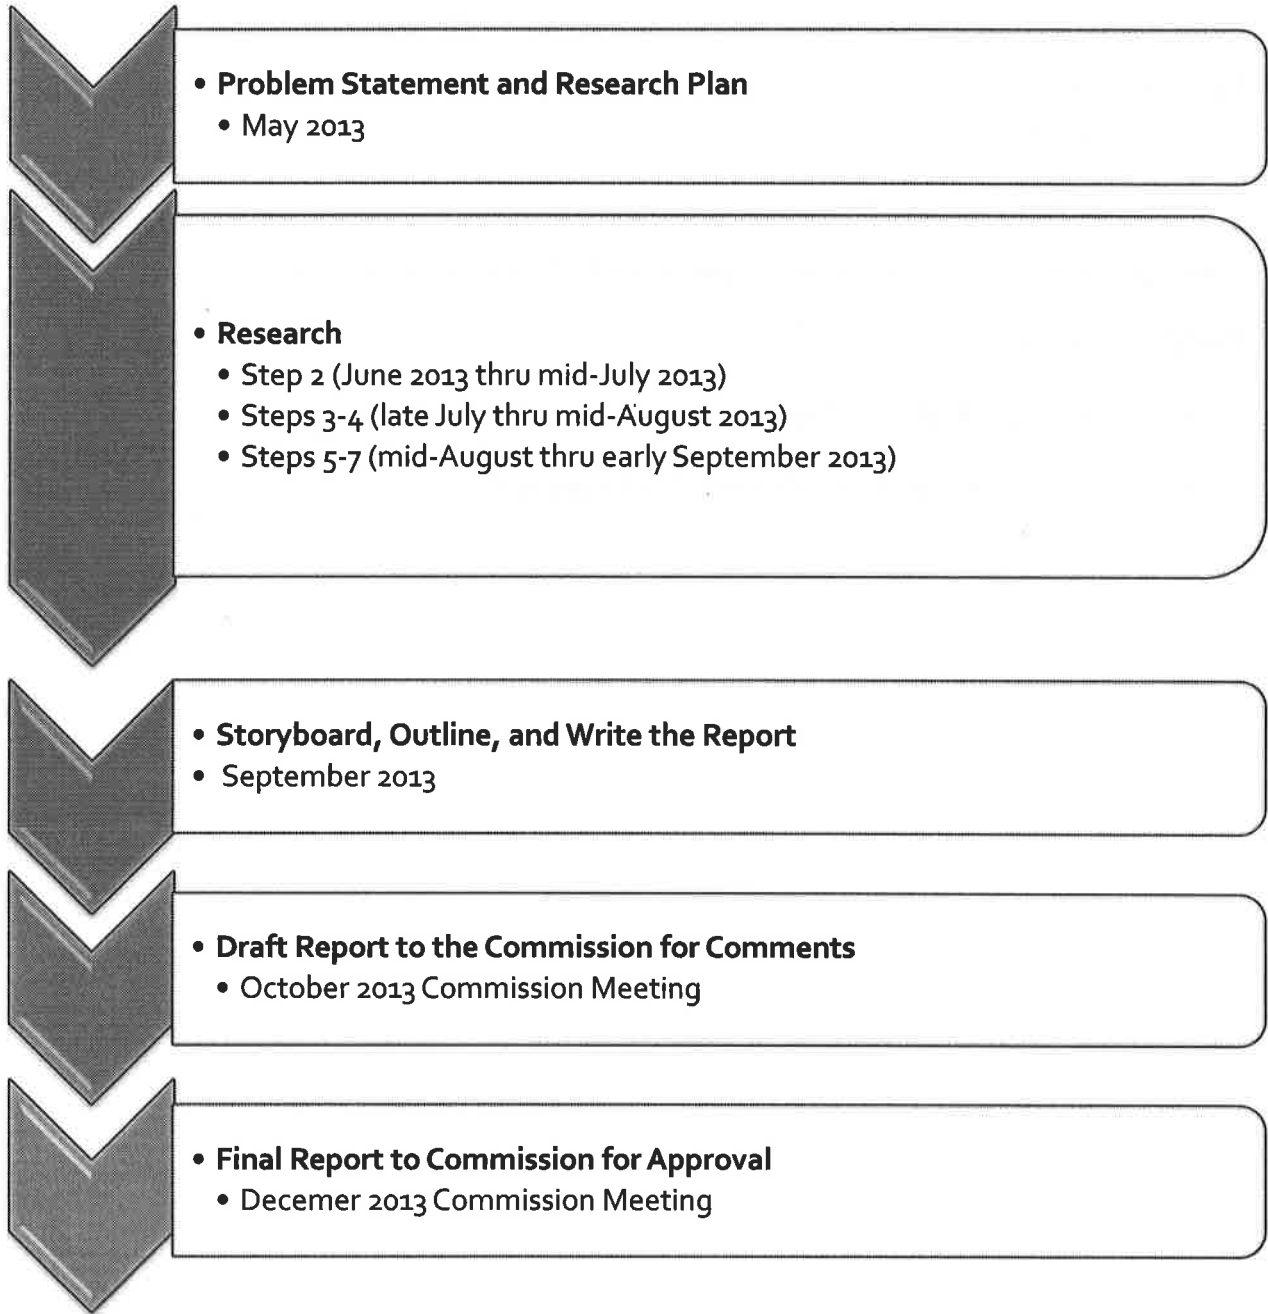 • Problem Statement and Research Plan
• May 2013
• Research
• Step 2 (June 2013 thru mid-July 2013)
• Steps 3-4 (late July thru mid-August 2013)
• Steps 5-7 (mid-August thru early September 2013)
• Storyboard, Outline, and Write the Report
• September 2013
• Draft Report to the Commission for Comments
• October 2013 Commission Meeting
• Final Report to Commission for Approval
• Decemer 2013 Commission Meeting